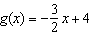 g(x) = −3/2 x + 4